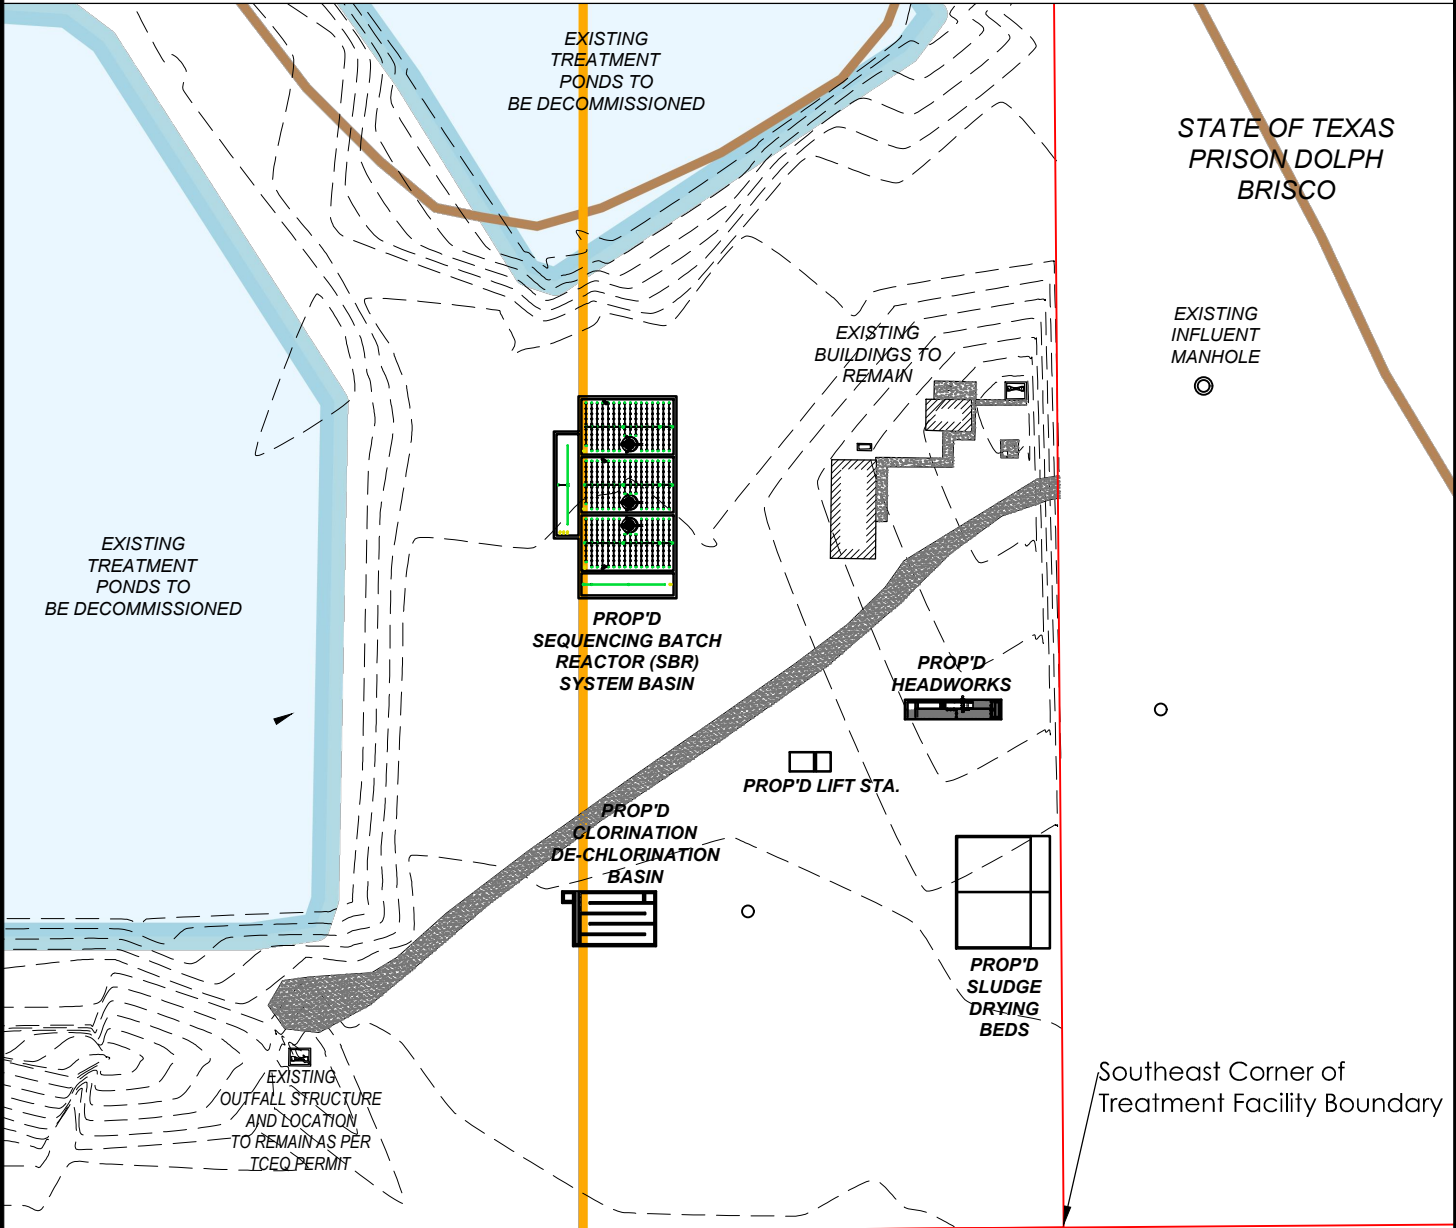 EXISTING
TREATMENT
PONDS TO
BE DECOMMISSIONED
STATE OF TEXAS
PRISON DOLPH
BRISCO
EXISTING
INFLUENT
MANHOLE
EXISTING
BUILDINGS TO
REMAIN
EXISTING
TREATMENT
PONDS TO
BE DECOMMISSIONED
PROP'D
SEQUENCING BATCH
REACTOR (SBR)
SYSTEM BASIN
PROP'D
HEADWORKS
PROP'D LIFT STA.
PROP'D
CLORINATION
DE-CHLORINATION
BASIN
PROP'D
SLUDGE
DRYING
BEDS
EXISTING
OUTFALL STRUCTURE
AND LOCATION
TO REMAIN AS PER
TCEQ PERMIT
Southeast Corner of
Treatment Facility Boundary